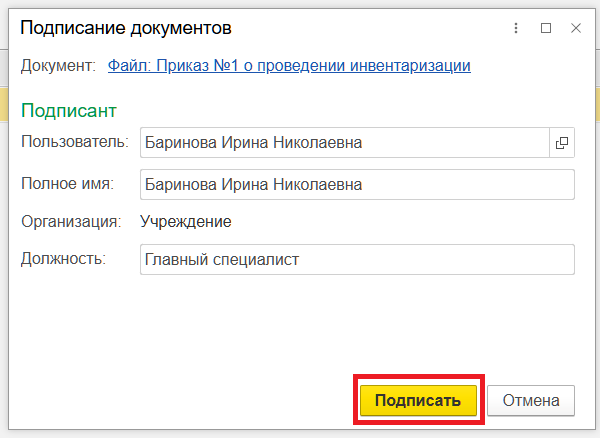 Подписание документов
Документ: Файл: Приказ №1 о проведении инвентаризации
Подписант
Пользователь: Баринова Ирина Николаевна
Полное имя: Баринова Ирина Николаевна
Организация: Учреждение
Должность: Главный специалист
Подписать Отмена